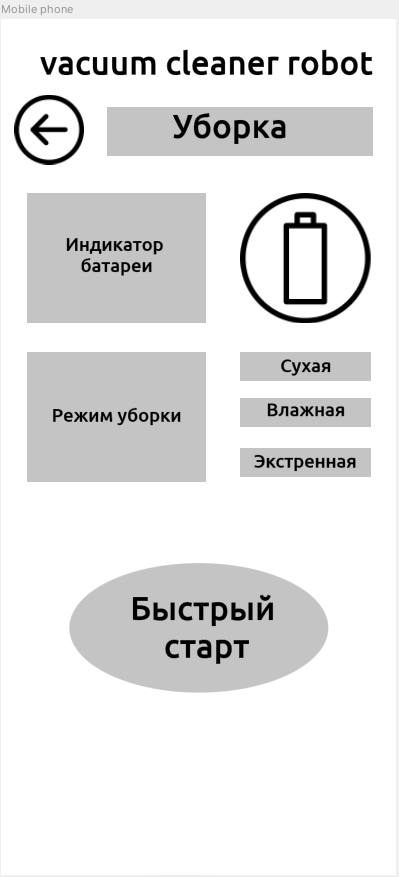 Mobile phone
vacuum cleaner robot
Уборка
Индикатор
батареи
Режим уборки
Сухая
Влажная
Экстренная
Быстрый
старт